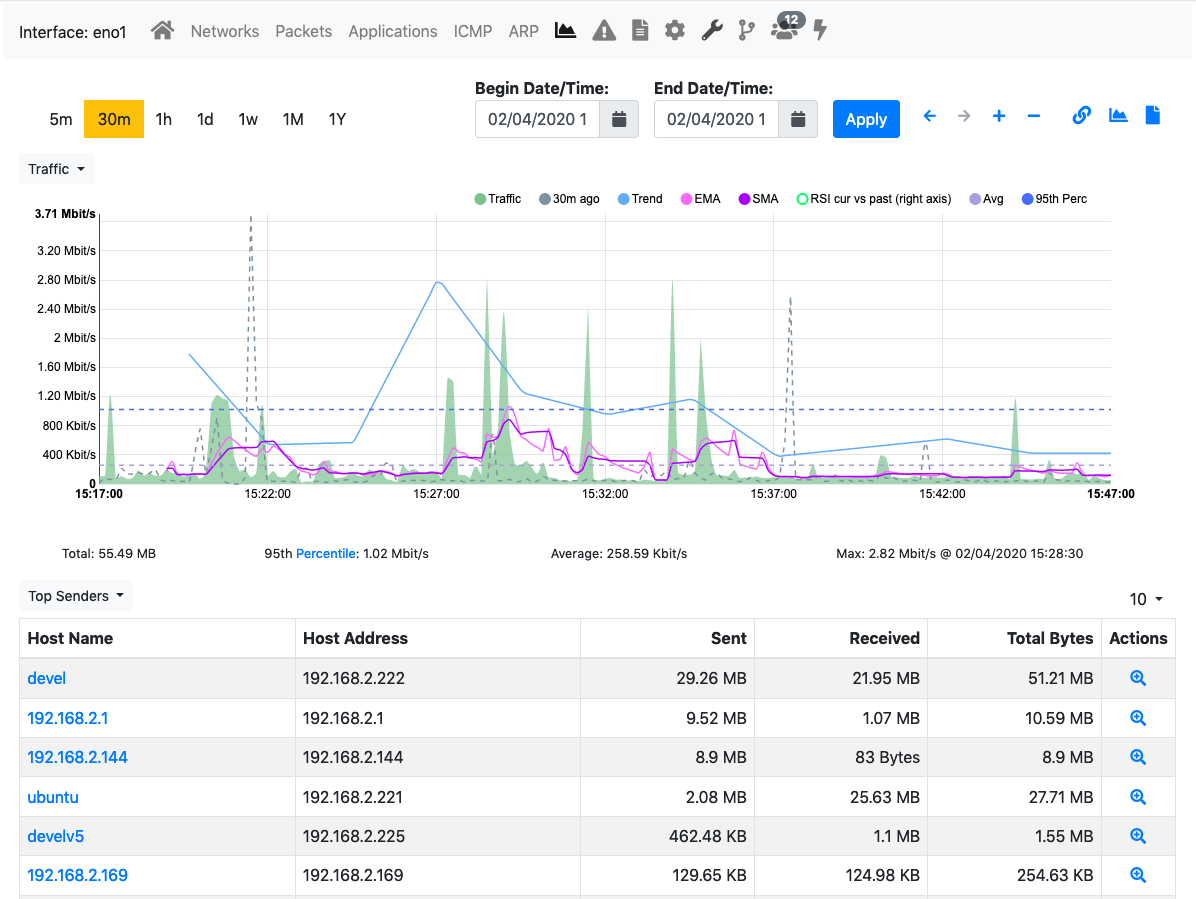 Interface: eno1 Networks Packets Applications ICMP ARP 12
Begin Date/Time: End Date/Time:
5m 30m 1h 1d 1w 1M 1Y 02/04/2020 1 02/04/2020 1 Apply
Traffic
Traffic 30m ago Trend EMA SMA RSI cur vs past (right axis) Avg 95th Perc
3.71 Mbit/s
3.20 Mbit/s
2.80 Mbit/s
2.40 Mbit/s
2 Mbit/s
1.60 Mbit/s
1.20 Mbit/s
800 Kbit/s
400 Kbit/s
0
15:17:00 15:22:00 15:27:00 15:32:00 15:37:00 15:42:00 15:47:00
Total: 55.49 MB 95th Percentile: 1.02 Mbit/s Average: 258.59 Kbit/s Max: 2.82 Mbit/s @ 02/04/2020 15:28:30
Top Senders 10
Host Name Host Address Sent Received Total Bytes Actions
devel 192.168.2.222 29.26 MB 21.95 MB 51.21 MB
192.168.2.1 192.168.2.1 9.52 MB 1.07 MB 10.59 MB
192.168.2.144 192.168.2.144 8.9 MB 83 Bytes 8.9 MB
ubuntu 192.168.2.221 2.08 MB 25.63 MB 27.71 MB
develv5 192.168.2.225 462.48 KB 1.1 MB 1.55 MB
192.168.2.169 192.168.2.169 129.65 KB 124.98 KB 254.63 KB